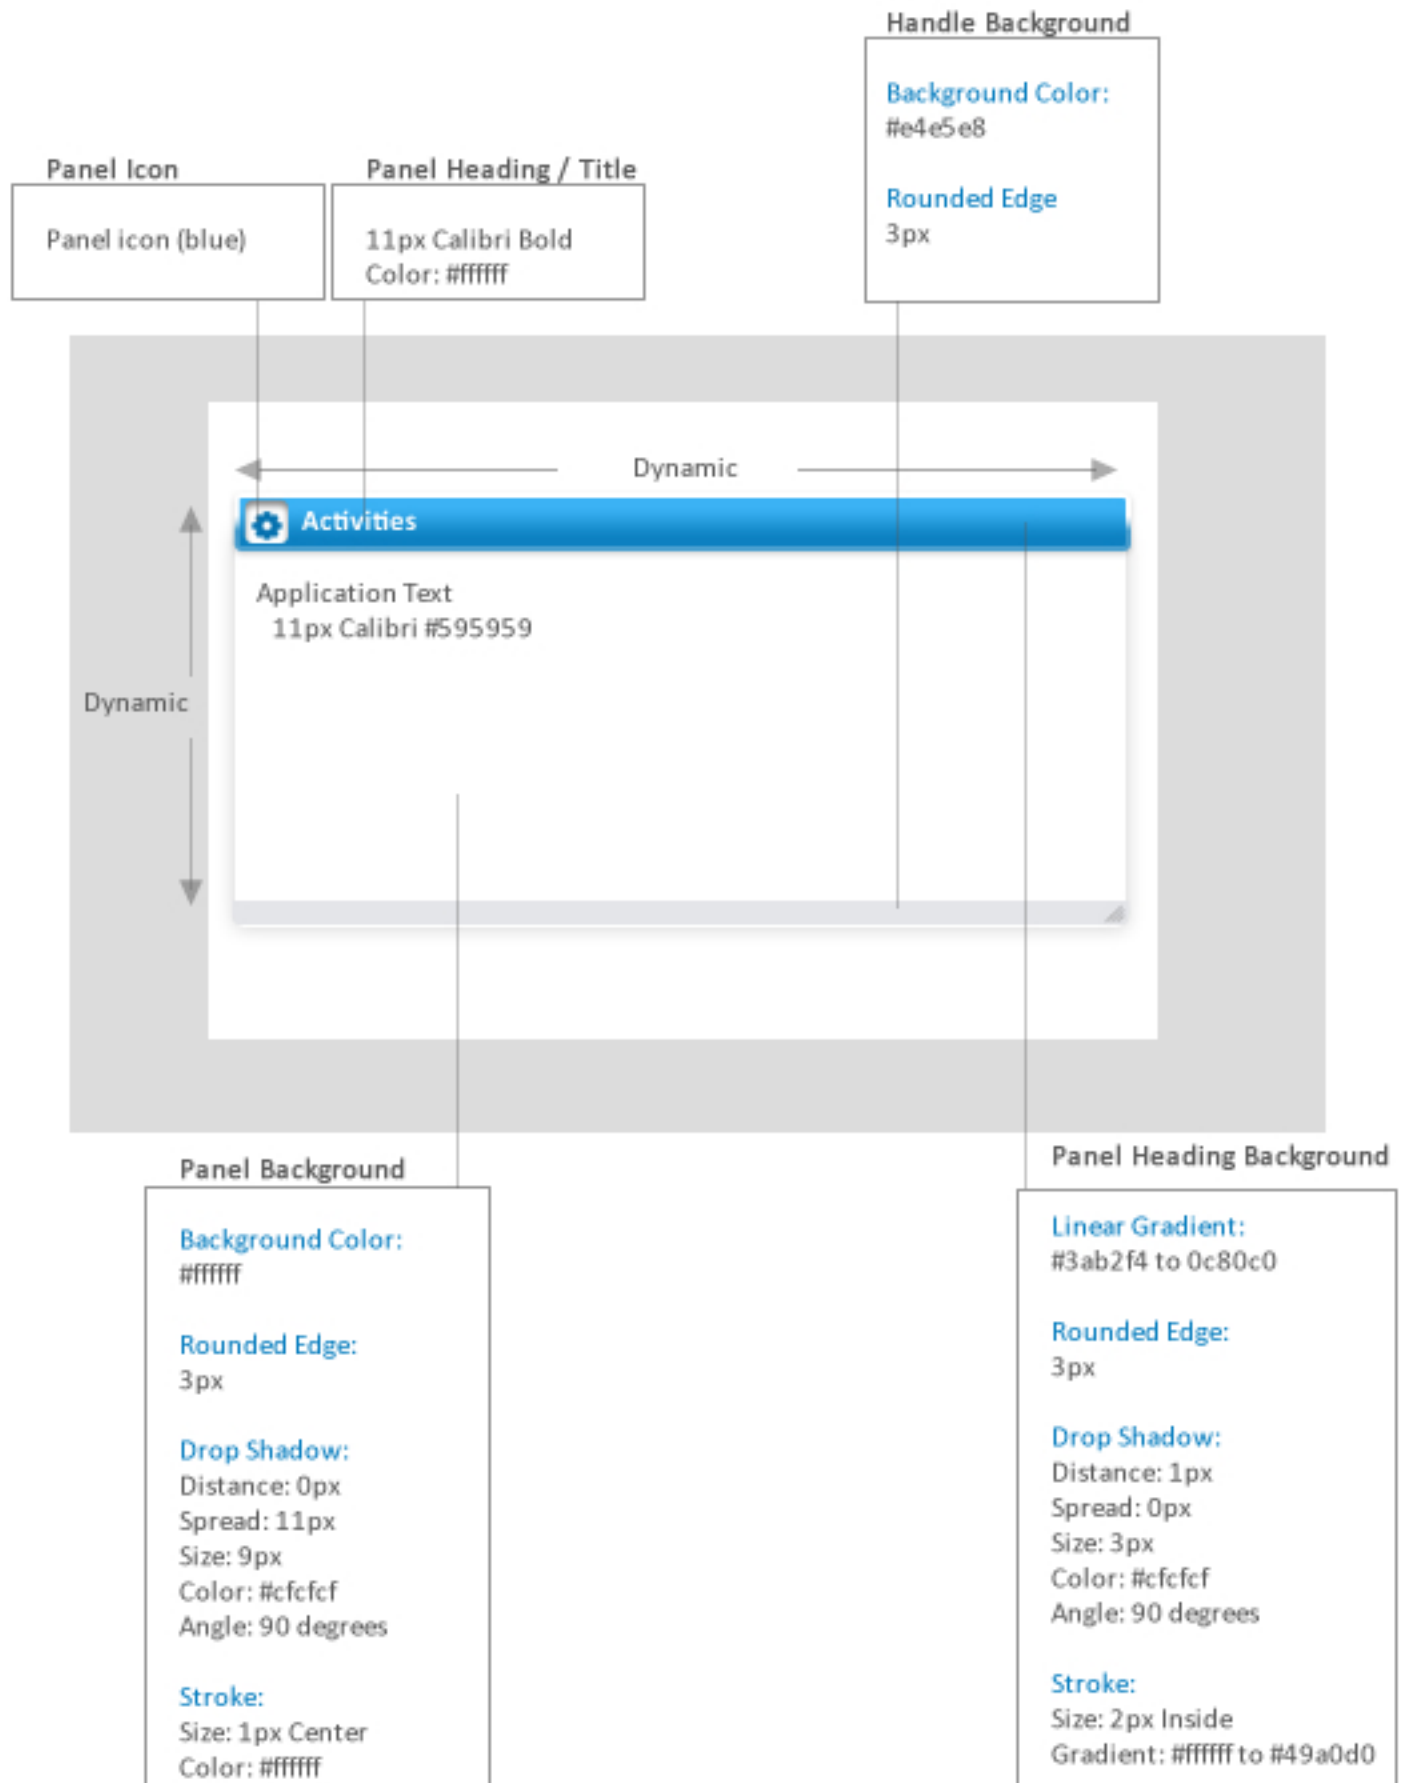 Handle Background
Background Color:
#e4e5e8
Rounded Edge
3px
Panel Icon
Panel icon (blue)
Panel Heading / Title
11px Calibri Bold
Color: #ffffff
Dynamic
Activities
Application Text
11px Calibri #595959
Dynamic
Panel Background
Background Color:
#ffffff
Rounded Edge:
3px
Drop Shadow:
Distance: 0px
Spread: 11px
Size: 9px
Color: #cfcfcf
Angle: 90 degrees
Stroke:
Size: 1px Center
Color: #ffffff
Panel Heading Background
Linear Gradient:
#3ab2f4 to 0c80c0
Rounded Edge:
3px
Drop Shadow:
Distance: 1px
Spread: 0px
Size: 3px
Color: #cfcfcf
Angle: 90 degrees
Stroke:
Size: 2px Inside
Gradient: #ffffff to #49a0d0